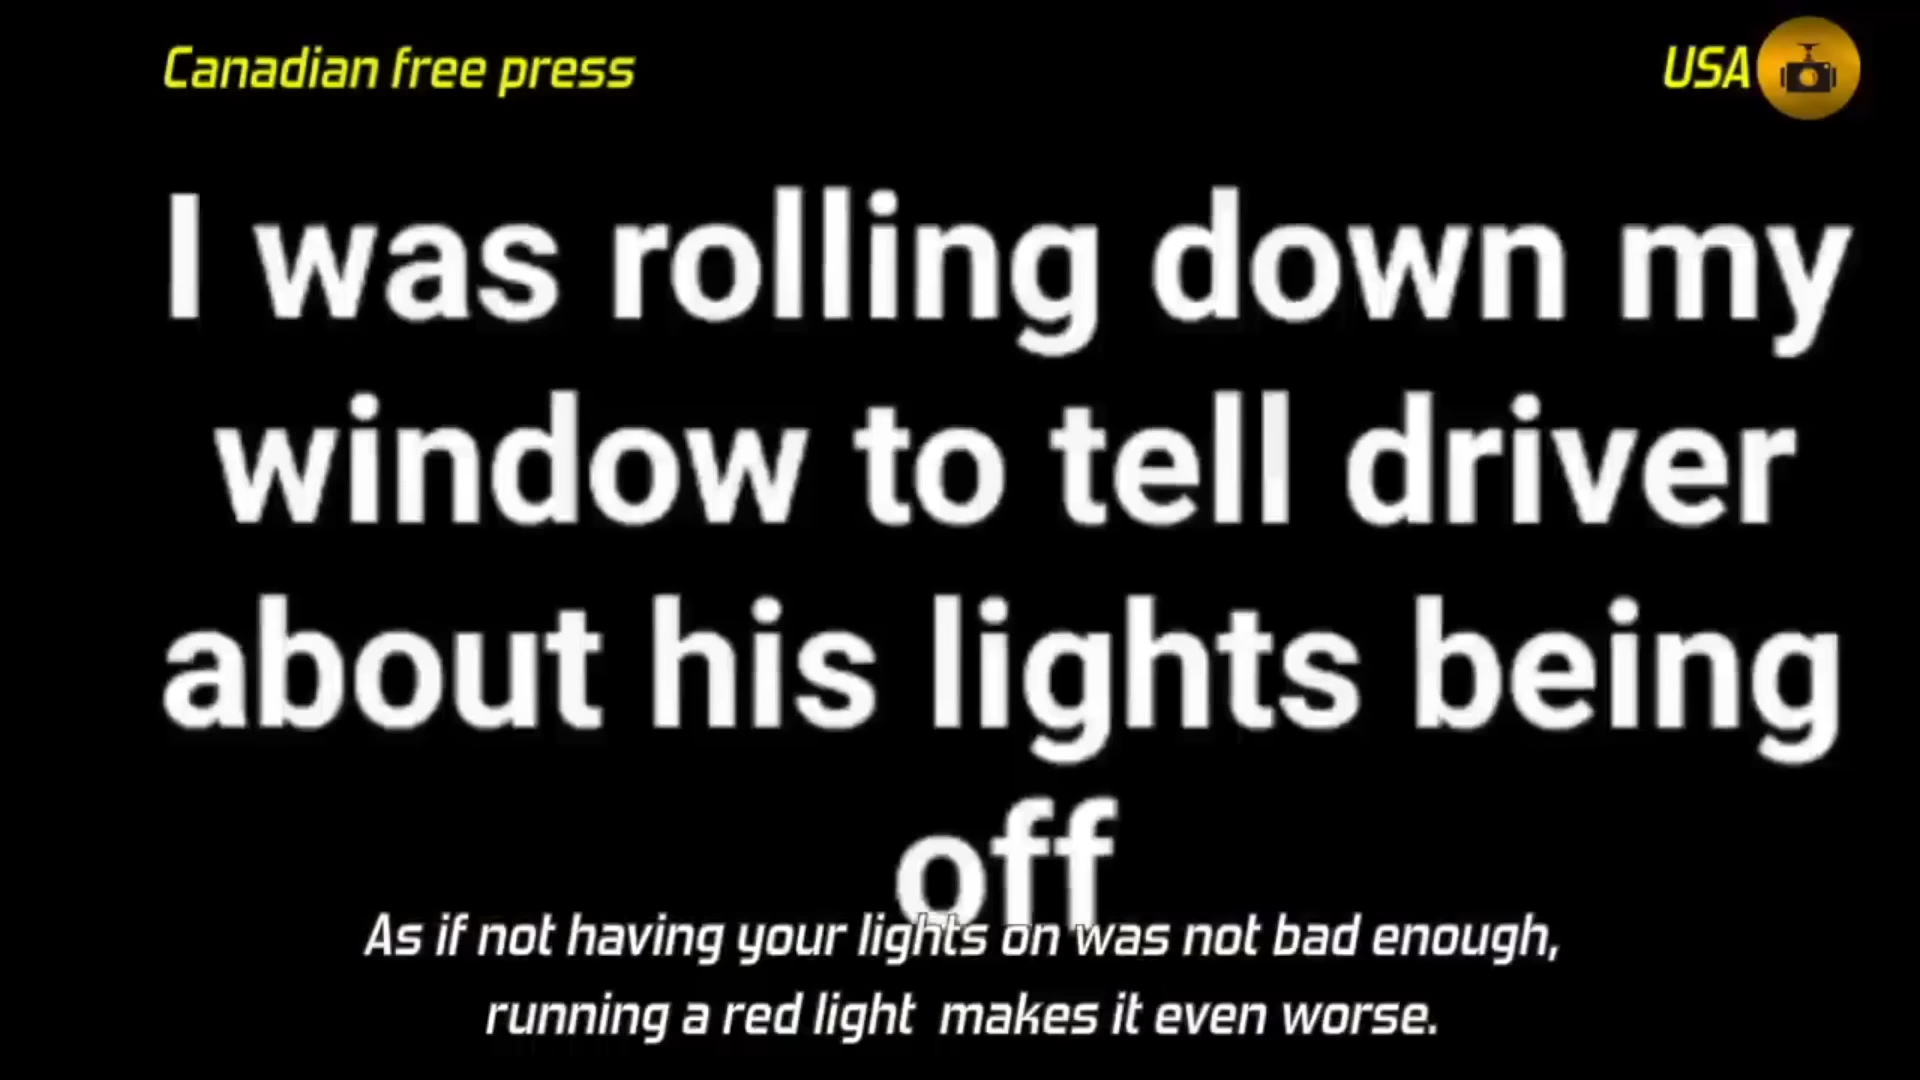 Canadian free press
USA
I was rolling down my
window to tell driver
about his lights being
off
As if not having your lights on was not bad enough,
running a red light makes it even worse.